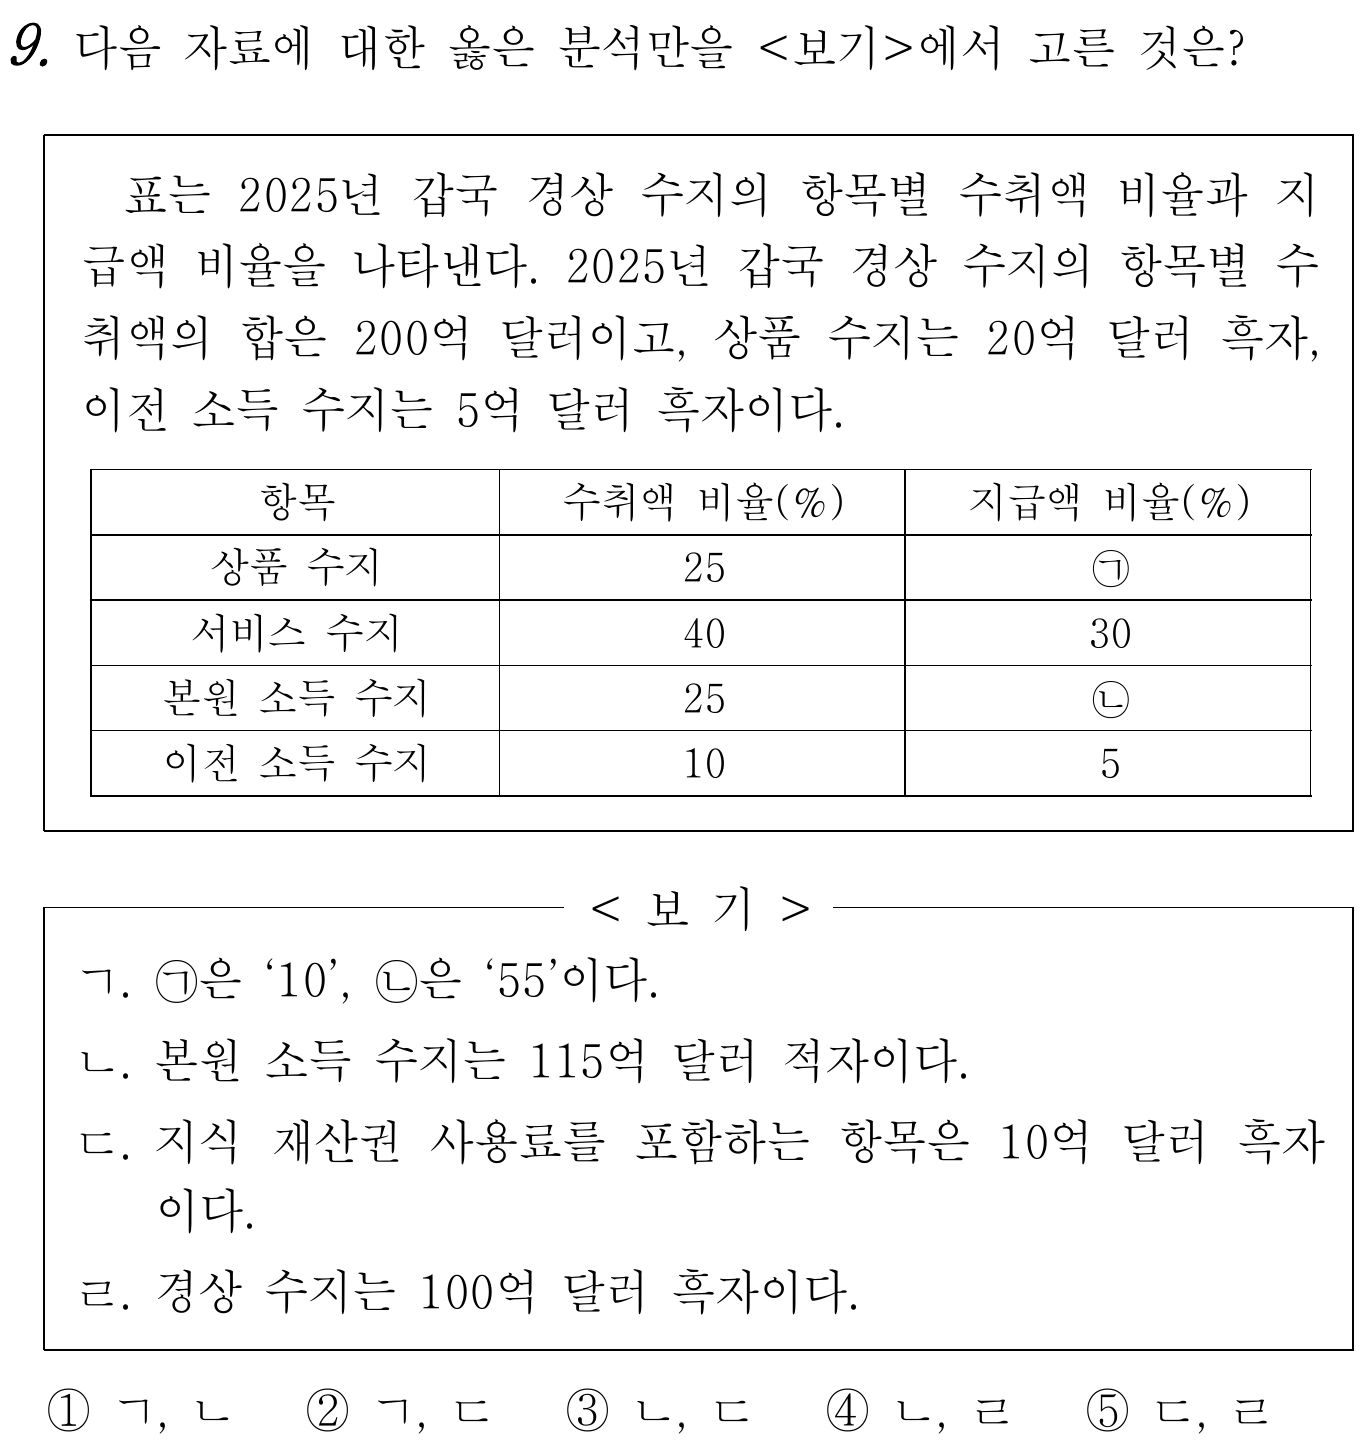 9. 다음 자료에 대한 옳은 분석만을 <보기>에서 고른 것은?
표는 2025년 갑국 경상 수지의 항목별 수취액 비율과 지
급액 비율을 나타낸다. 2025년 갑국 경상 수지의 항목별 수
취액의 합은 200억 달러이고, 상품 수지는 20억 달러 흑자,
이전 소득 수지는 5억 달러 흑자이다.
항목 수취액 비율(%) 지급액 비율(%)
상품 수지 25 ㉠
서비스 수지 40 30
본원 소득 수지 25 ㉡
이전 소득 수지 10 5
< 보 기 >
ㄱ. ㉠은 ‘10’, ㉡은 ‘55’이다.
ㄴ. 본원 소득 수지는 115억 달러 적자이다.
ㄷ. 지식 재산권 사용료를 포함하는 항목은 10억 달러 흑자
이다.
ㄹ. 경상 수지는 100억 달러 흑자이다.
① ㄱ, ㄴ ② ㄱ, ㄷ ③ ㄴ, ㄷ ④ ㄴ, ㄹ ⑤ ㄷ, ㄹ